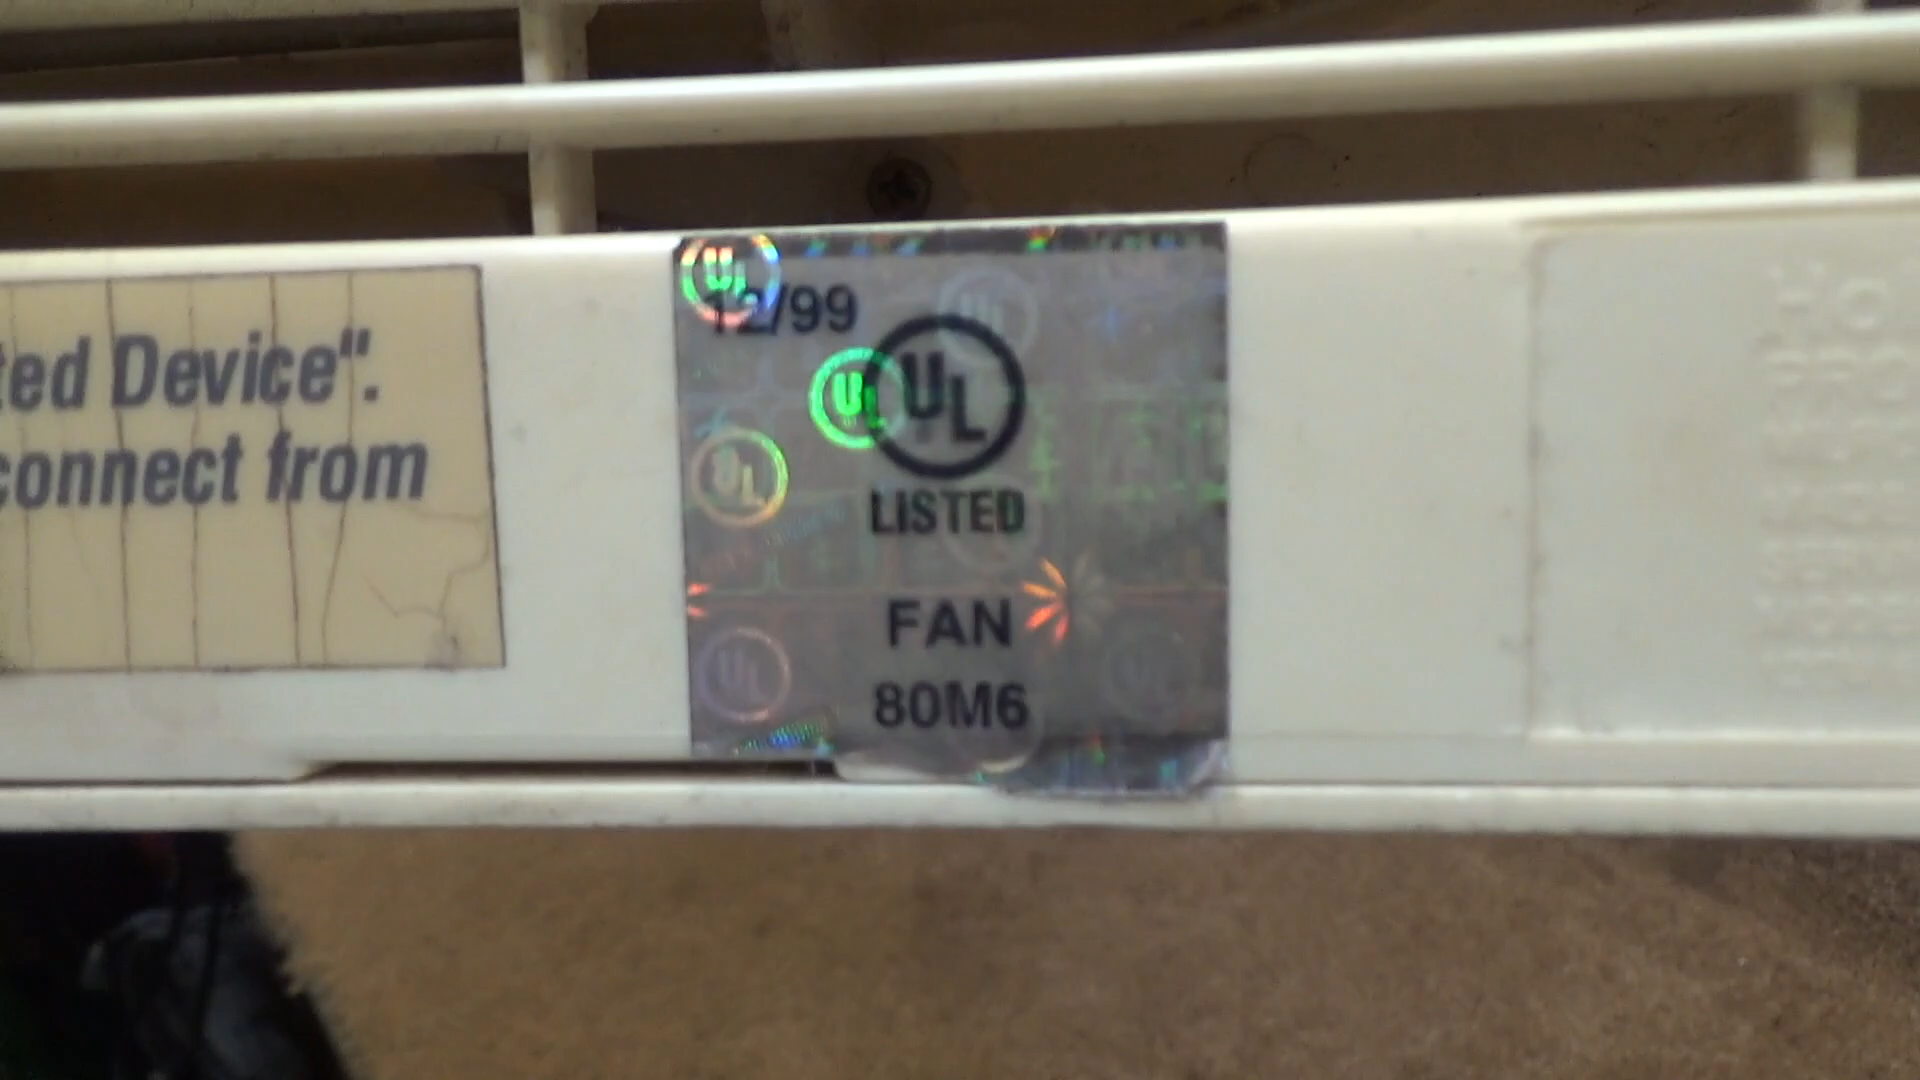 ted Device".
connect from
12/99
UL
LISTED
FAN
80M6